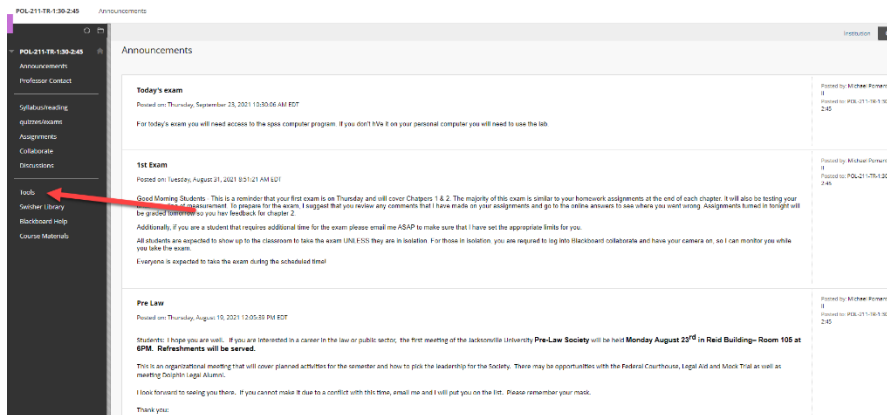 POL-211-TR-1:30-2:45 Announcements
Institution
POL-211-TR-1:30-2:45
Announcements
Professor Contact
Syllabus/reading
quizzes/exams
Assignments
Collaborate
Discussions
Tools
Swisher Library
Blackboard Help
Course Materials
Announcements
Today's exam
Posted on: Thursday, September 23, 2021 10:30:06 AM EDT
For today's exam you will need access to the spss computer program. If you don't have it on your personal computer you will need to use the lab.
Posted by: Michael
II
Posted to: POL-211-TR-1:30
2:45
1st Exam
Posted on: Tuesday, August 31, 2021 8:51:21 AM EDT
Good Morning Students - This is a reminder that your first exam is on Thursday and will cover Chatpers 1 & 2. The majority of this exam is similar to your homework assignments at the end of each chapter. It will also be testing your
of measurement. To prepare for the exam, I suggest that you review any comments that I have made on your assignments and go to the online answers to see where you went wrong. Assignments turned in tonight will
be graded tomorrow so you have feedback for chapter 2.
Additionally, if you are a student that requires additional time for the exam please email me ASAP to make sure that I have set the appropriate limits for you.
All students are expected to show up to the classroom to take the exam UNLESS they are in isolation. For those in isolation, you are required to log into Blackboard collaborate and have your camera on, so I can monitor you while
you take the exam.
Everyone is expected to take the exam during the scheduled time!
Posted by: Michael
II
Posted to: POL-211-TR-1:30
2:45
Pre Law
Posted on: Thursday, August 19, 2021 12:05:39 PM EDT
Students: I hope you are well. If you are interested in a career in the law or public sector, the first meeting of the Jacksonville University Pre-Law Society will be held Monday August 23rd in Reid Building– Room 105 at
6PM. Refreshments will be served.
This is an organizational meeting that will cover planned activities for the semester and how to pick the leadership for the Society. There may be opportunities with the Federal Courthouse, Legal Aid and Mock Trial as well as
meeting Dolphin Legal Alumni.
I look forward to seeing you there. If you cannot make it due to a conflict with this time, email me and I will put you on the list. Please remember your mask.
Thank you:
Posted by: Michael
II
Posted to: POL-211-TR-1:30
2:45